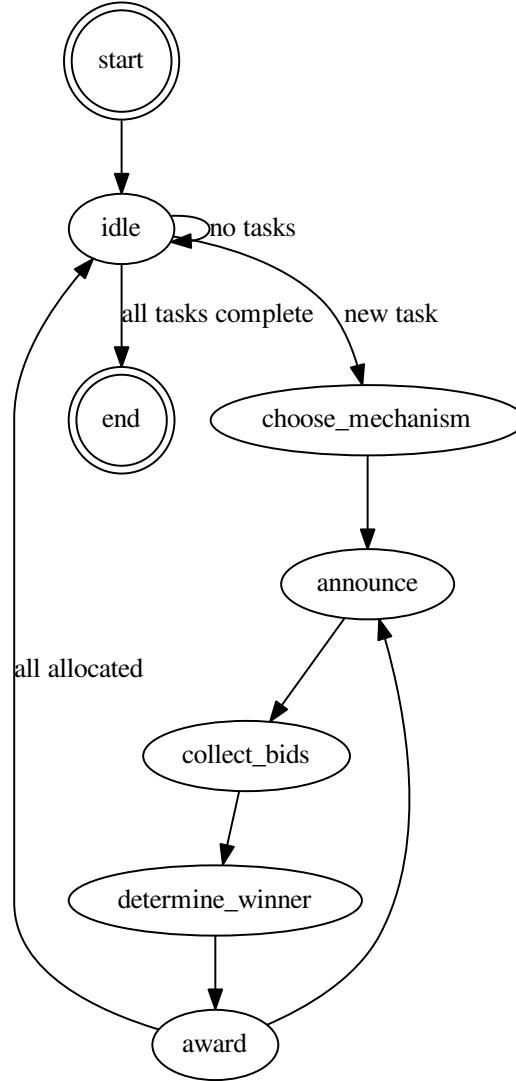 start
idle
no tasks
all tasks complete
new task
end
choose_mechanism
announce
all allocated
collect_bids
determine_winner
award